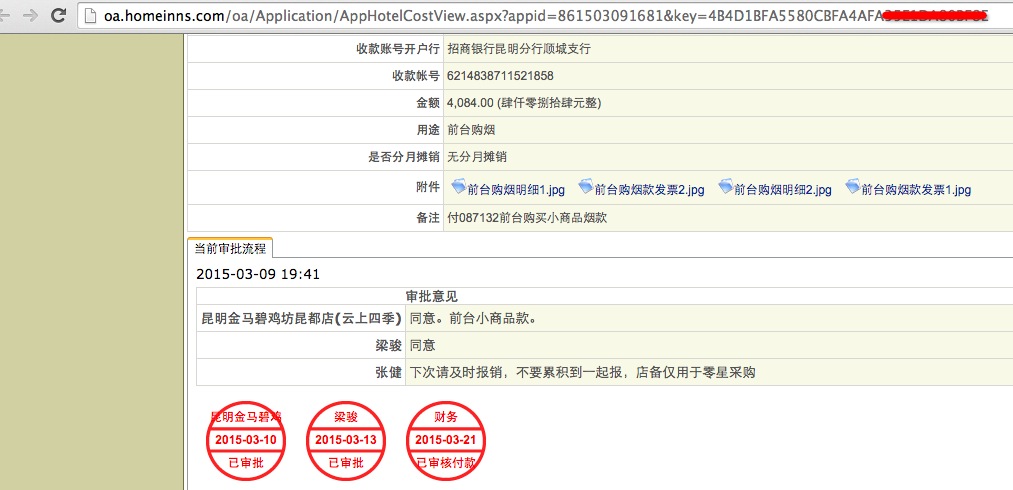 oa.homeinns.com/oa/Application/AppHotelCostView.aspx?appid=861503091681&key=4B4D1BFA5580CBFA4AFA
收款账号开户行 招商银行昆明分行顺城支行
收款帐号 6214838711521858
金额 4,084.00 (肆仟零捌拾肆元整)
用途 前台购烟
是否分月摊销 无分月摊销
附件 前台购烟明细1.jpg 前台购烟款发票2.jpg 前台购烟明细2.jpg 前台购烟款发票1.jpg
备注 付087132前台购买小商品烟款
当前审批流程
2015-03-09 19:41
审批意见
昆明金马碧鸡坊昆都店(云上四季) 同意。前台小商品款。
梁骏 同意
张健 下次请及时报销，不要累积到一起报，店备仅用于零星采购
昆明金马碧鸡 梁骏 财务
2015-03-10 2015-03-13 2015-03-21
已审批 已审批 已审核付款